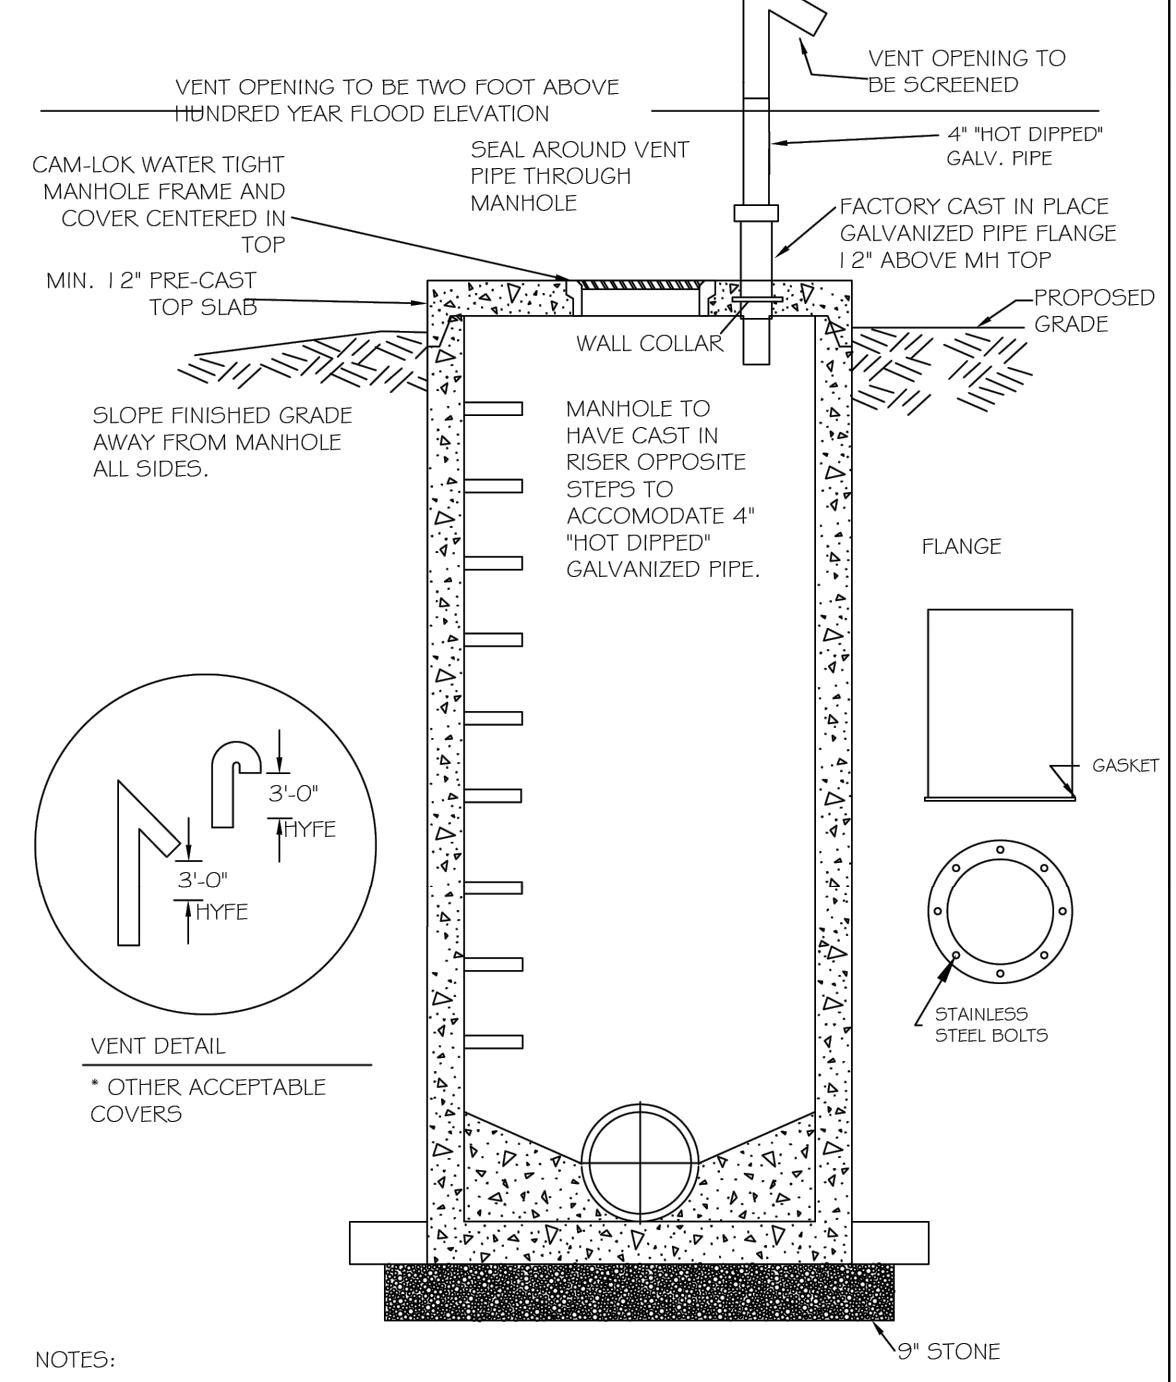 VENT OPENING TO
BE SCREENED
VENT OPENING TO BE TWO FOOT ABOVE
HUNDRED YEAR FLOOD ELEVATION
4" "HOT DIPPED"
GALV. PIPE
SEAL AROUND VENT
PIPE THROUGH
MANHOLE
CAM-LOK WATER TIGHT
MANHOLE FRAME AND
COVER CENTERED IN
TOP
FACTORY CAST IN PLACE
GALVANIZED PIPE FLANGE
12" ABOVE MH TOP
MIN. 12" PRE-CAST
TOP SLAB
PROPOSED
GRADE
WALL COLLAR
SLOPE FINISHED GRADE
AWAY FROM MANHOLE
ALL SIDES.
MANHOLE TO
HAVE CAST IN
RISER OPPOSITE
STEPS TO
ACCOMODATE 4"
"HOT DIPPED"
GALVANIZED PIPE.
FLANGE
GASKET
3'-0"
HYFE
3'-0"
HYFE
STAINLESS
STEEL BOLTS
VENT DETAIL
* OTHER ACCEPTABLE
COVERS
9" STONE
NOTES: